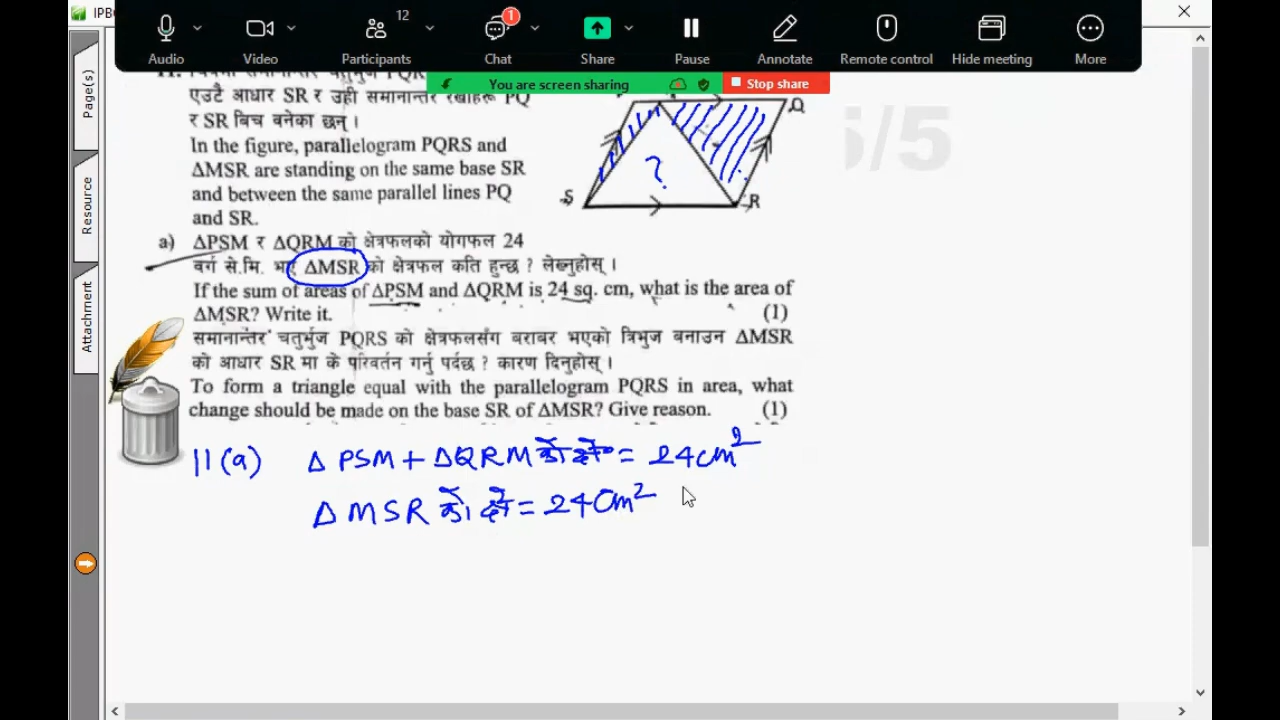 IPB
12
1
Audio
Video
Participants
Chat
Share
Pause
Annotate
Remote control
Hide meeting
More
You are screen sharing
Stop share
Page(s)
Resource
Attachment
एउटै आधार SR र उही समानान्तर रेखाहरू PQ
र SR बिच बनेका छन् ।
In the figure, parallelogram PQRS and
ΔMSR are standing on the same base SR
and between the same parallel lines PQ
and SR.
Q
S
R
?
5/5
a) ΔPSM र ΔQRM को क्षेत्रफलको योगफल 24
वर्ग से.मि. भए ΔMSR को क्षेत्रफल कति हुन्छ ? लेख्नुहोस् ।
If the sum of areas of ΔPSM and ΔQRM is 24 sq. cm, what is the area of
ΔMSR? Write it. (1)
समानान्तर चतुर्भुज PQRS को क्षेत्रफलसँग बराबर भएको त्रिभुज बनाउन ΔMSR
को आधार SR मा के परिवर्तन गर्नु पर्दछ ? कारण दिनुहोस् ।
To form a triangle equal with the parallelogram PQRS in area, what
change should be made on the base SR of ΔMSR? Give reason. (1)
11(a) Δ PSM + ΔQRM को = 24cm²
Δ MSR को = 24cm²